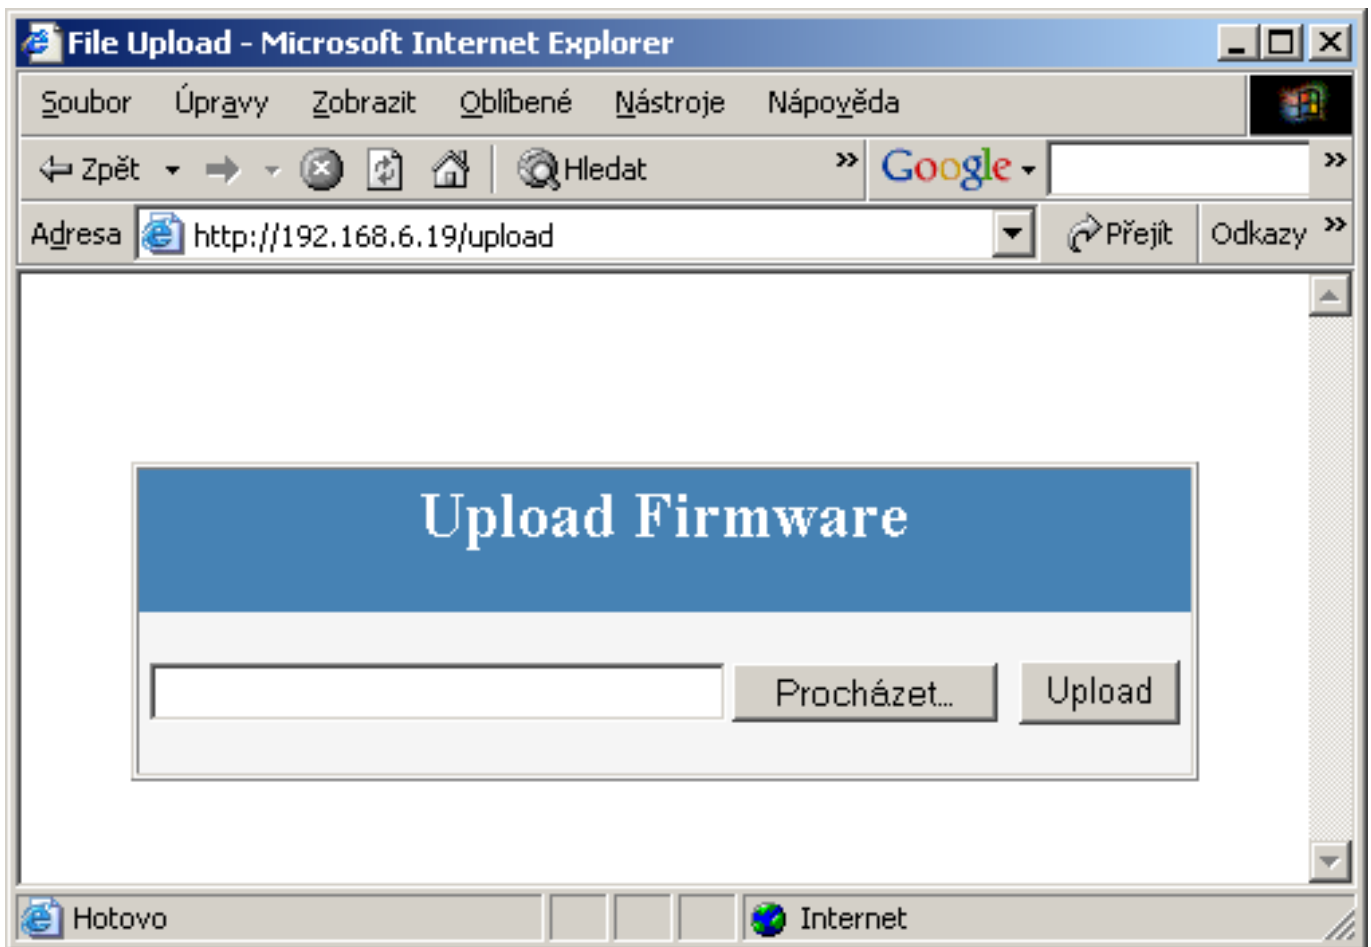 File Upload - Microsoft Internet Explorer
Soubor Úpravy Zobrazit Oblíbené Nástroje Nápověda
Zpět Hledat » Google »
Adresa http://192.168.6.19/upload Přejít Odkazy »
Upload Firmware
Procházet... Upload
Hotovo Internet